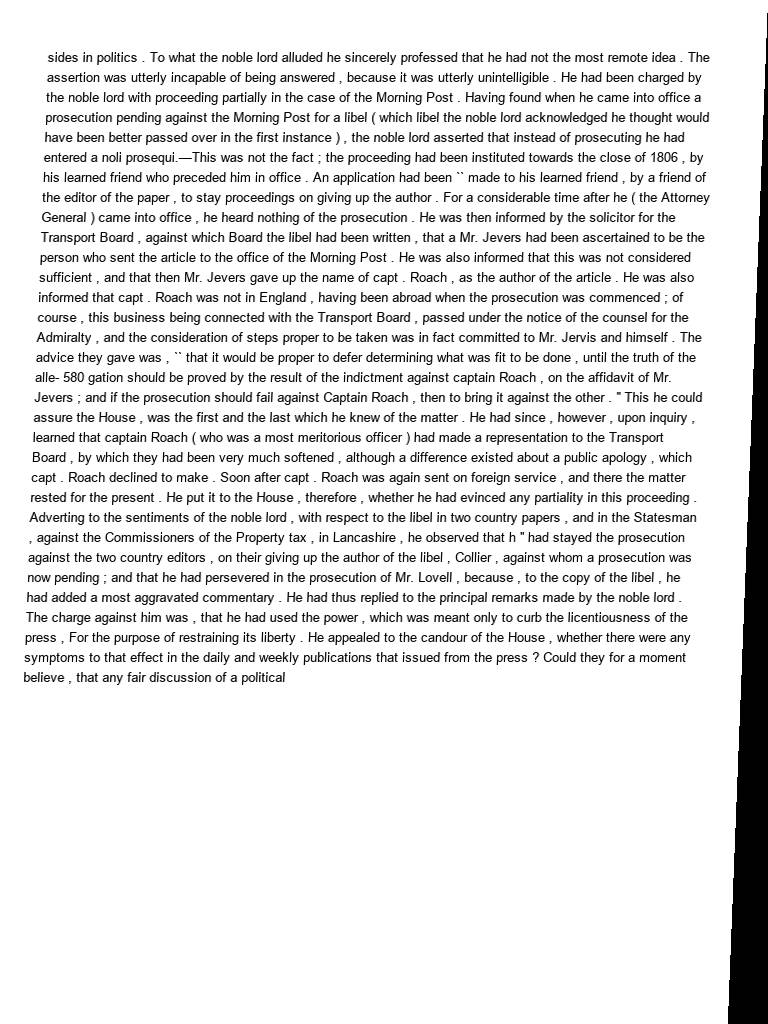 sides in politics . To what the noble lord alluded he sincerely professed that he had not the most remote idea . The
assertion was utterly incapable of being answered , because it was utterly unintelligible . He had been charged by
the noble lord with proceeding partially in the case of the Morning Post . Having found when he came into office a
prosecution pending against the Morning Post for a libel ( which libel the noble lord acknowledged he thought would
have been better passed over in the first instance ) , the noble lord asserted that instead of prosecuting he had
entered a noli prosequi.—This was not the fact ; the proceeding had been instituted towards the close of 1806 , by
his learned friend who preceded him in office . An application had been `` made to his learned friend , by a friend of
the editor of the paper , to stay proceedings on giving up the author . For a considerable time after he ( the Attorney
General ) came into office , he heard nothing of the prosecution . He was then informed by the solicitor for the
Transport Board , against which Board the libel had been written , that a Mr. Jevers had been ascertained to be the
person who sent the article to the office of the Morning Post . He was also informed that this was not considered
sufficient , and that then Mr. Jevers gave up the name of capt . Roach , as the author of the article . He was also
informed that capt . Roach was not in England , having been abroad when the prosecution was commenced ; of
course , this business being connected with the Transport Board , passed under the notice of the counsel for the
Admiralty , and the consideration of steps proper to be taken was in fact committed to Mr. Jervis and himself . The
advice they gave was , `` that it would be proper to defer determining what was fit to be done , until the truth of the
alle- 580 gation should be proved by the result of the indictment against captain Roach , on the affidavit of Mr.
Jevers ; and if the prosecution should fail against Captain Roach , then to bring it against the other . " This he could
assure the House , was the first and the last which he knew of the matter . He had since , however , upon inquiry ,
learned that captain Roach ( who was a most meritorious officer ) had made a representation to the Transport
Board , by which they had been very much softened , although a difference existed about a public apology , which
capt . Roach declined to make . Soon after capt . Roach was again sent on foreign service , and there the matter
rested for the present . He put it to the House , therefore , whether he had evinced any partiality in this proceeding .
Adverting to the sentiments of the noble lord , with respect to the libel in two country papers , and in the Statesman
, against the Commissioners of the Property tax , in Lancashire , he observed that h " had stayed the prosecution
against the two country editors , on their giving up the author of the libel , Collier , against whom a prosecution was
now pending ; and that he had persevered in the prosecution of Mr. Lovell , because , to the copy of the libel , he
had added a most aggravated commentary . He had thus replied to the principal remarks made by the noble lord .
The charge against him was , that he had used the power , which was meant only to curb the licentiousness of the
press , For the purpose of restraining its liberty . He appealed to the candour of the House , whether there were any
symptoms to that effect in the daily and weekly publications that issued from the press ? Could they for a moment
believe , that any fair discussion of a political